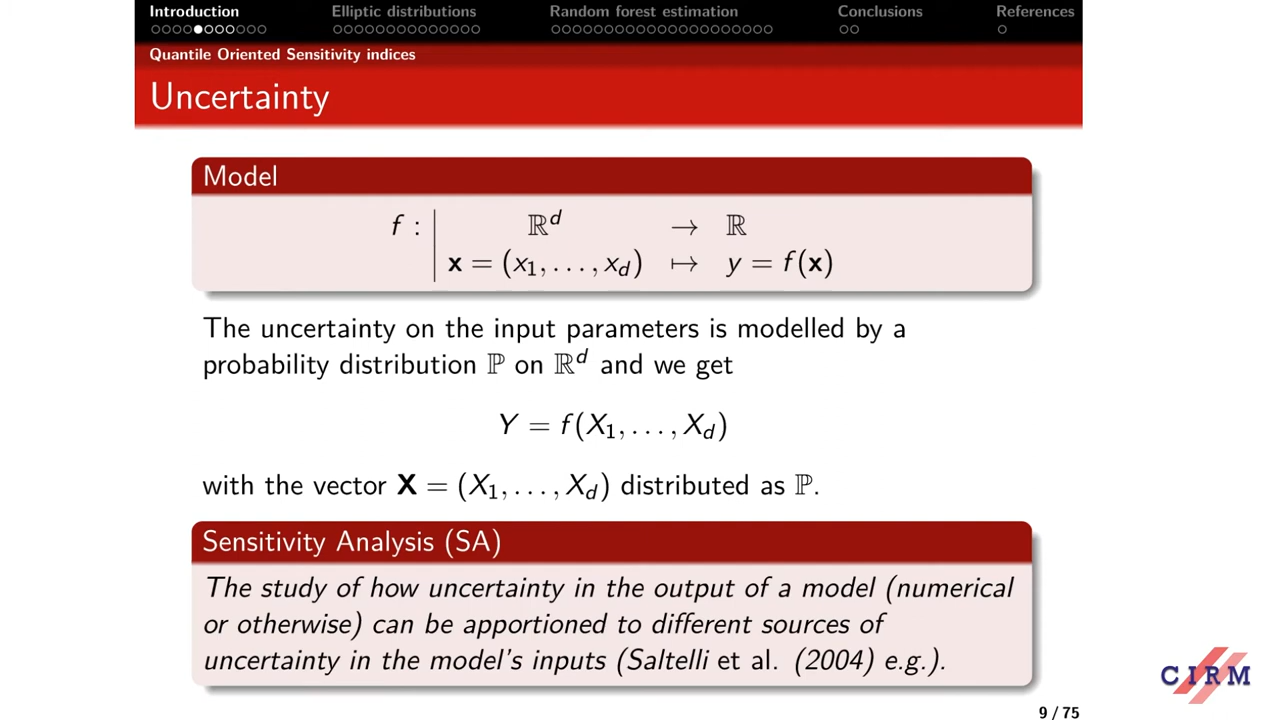 Introduction Elliptic distributions Random forest estimation Conclusions References
Quantile Oriented Sensitivity indices
Uncertainty
Model
f : ℝ^d → ℝ
x = (x_1, . . . , x_d) ↦ y = f(x)
The uncertainty on the input parameters is modelled by a
probability distribution ℙ on ℝ^d and we get
Y = f(X_1, . . . , X_d)
with the vector X = (X_1, . . . , X_d) distributed as ℙ.
Sensitivity Analysis (SA)
The study of how uncertainty in the output of a model (numerical
or otherwise) can be apportioned to different sources of
uncertainty in the model's inputs (Saltelli et al. (2004) e.g.).
CIRM
9 / 75